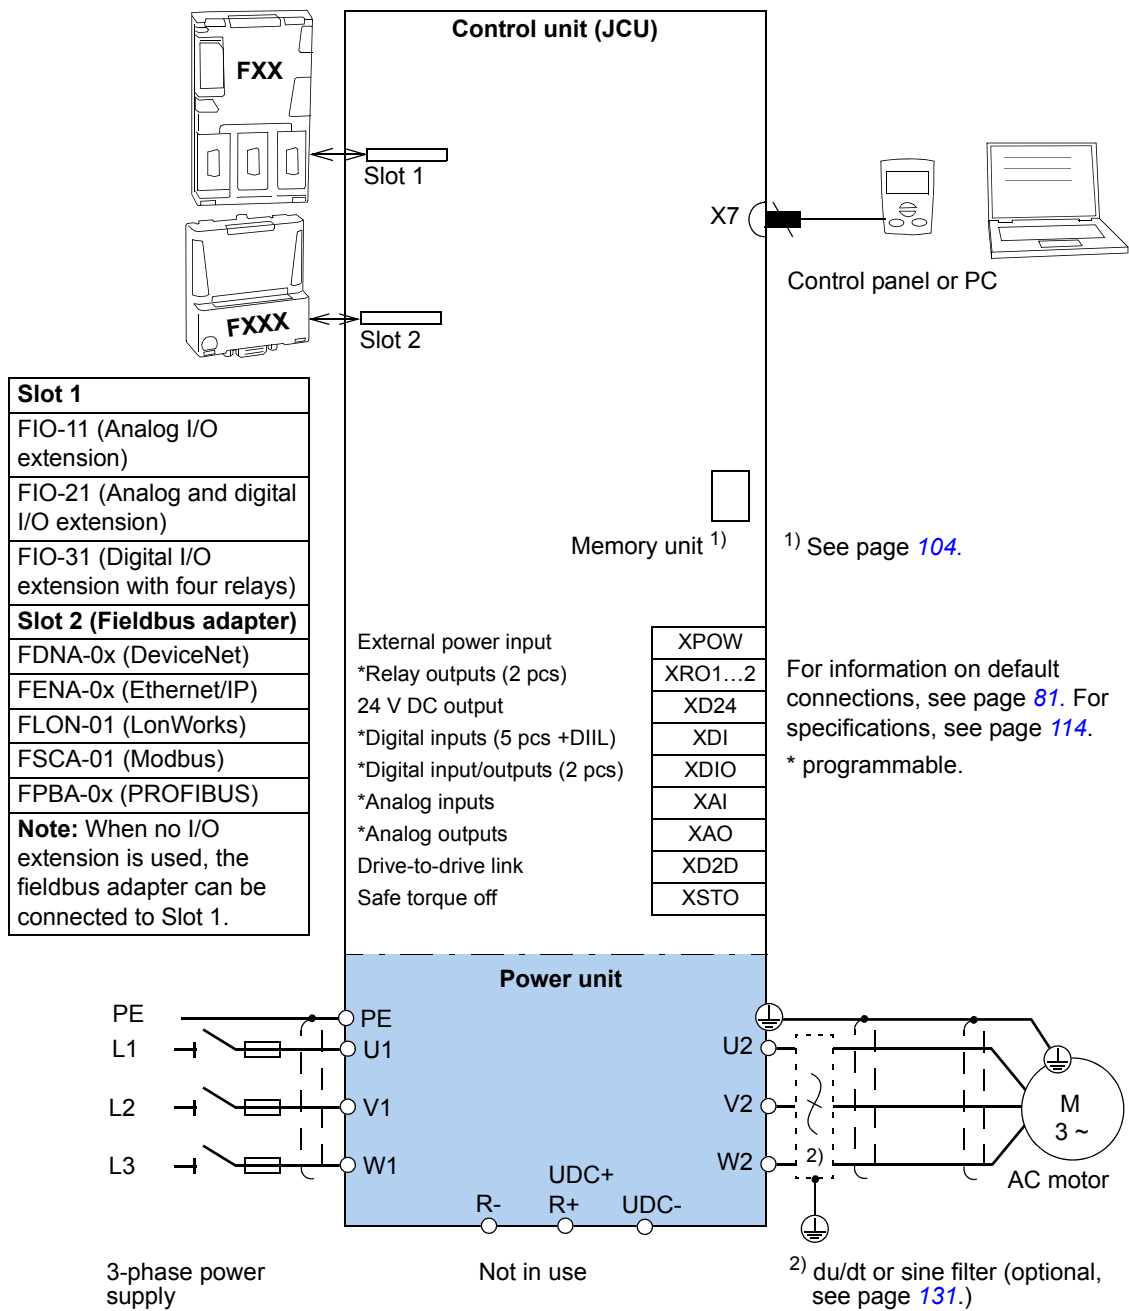 Control unit (JCU)
FXX
Slot 1
X7
Control panel or PC
FXXX
Slot 2
Slot 1
FIO-11 (Analog I/O
extension)
FIO-21 (Analog and digital
I/O extension)
FIO-31 (Digital I/O
extension with four relays)
Slot 2 (Fieldbus adapter)
FDNA-0x (DeviceNet)
FENA-0x (Ethernet/IP)
FLON-01 (LonWorks)
FSCA-01 (Modbus)
FPBA-0x (PROFIBUS)
Note: When no I/O
extension is used, the
fieldbus adapter can be
connected to Slot 1.
Memory unit 1)
1) See page 104.
External power input XPOW
*Relay outputs (2 pcs) XRO1…2
24 V DC output XD24
*Digital inputs (5 pcs +DIIL) XDI
*Digital input/outputs (2 pcs) XDIO
*Analog inputs XAI
*Analog outputs XAO
Drive-to-drive link XD2D
Safe torque off XSTO
For information on default
connections, see page 81. For
specifications, see page 114.
* programmable.
Power unit
PE PE
L1 U1 U2
L2 V1 V2
L3 W1 W2
2)
M
3 ~
AC motor
UDC+
R- R+ UDC-
3-phase power
supply
Not in use
2) du/dt or sine filter (optional,
see page 131.)